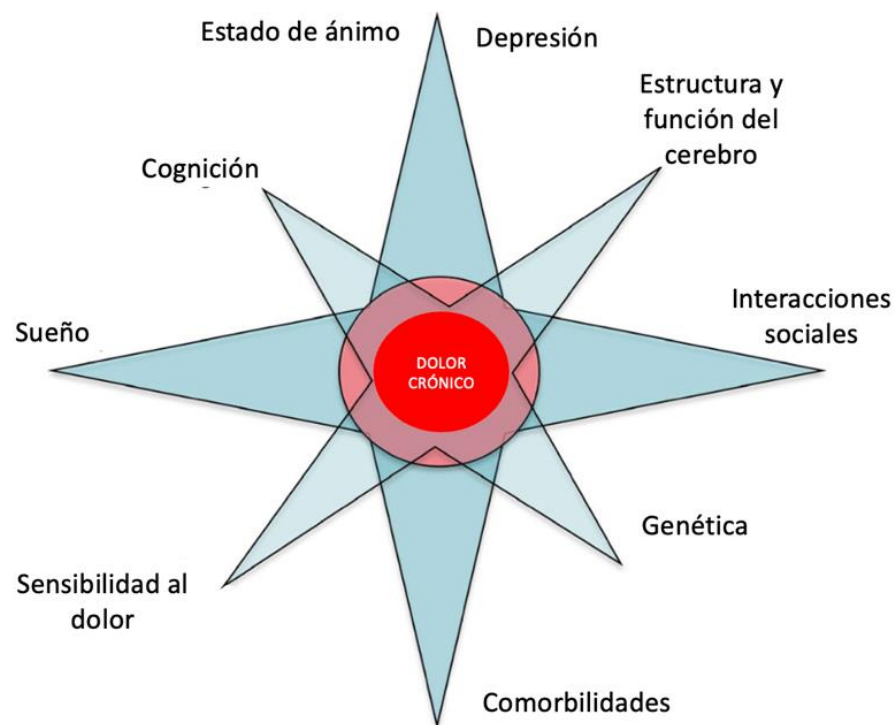 Estado de ánimo
Depresión
Estructura y
función del
cerebro
Cognición
Interacciones
sociales
Sueño
DOLOR
CRÓNICO
Genética
Sensibilidad al
dolor
Comorbilidades